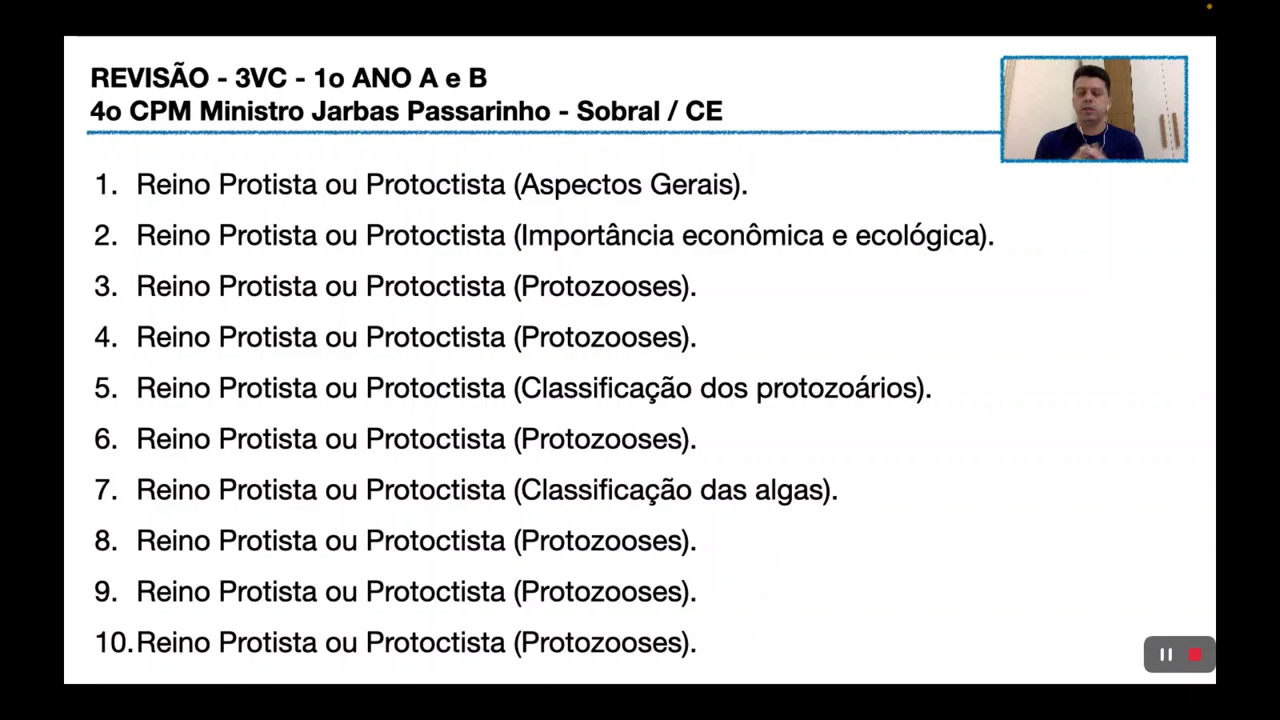 REVISÃO - 3VC - 1o ANO A e B
4o CPM Ministro Jarbas Passarinho - Sobral / CE
1. Reino Protista ou Protoctista (Aspectos Gerais).
2. Reino Protista ou Protoctista (Importância econômica e ecológica).
3. Reino Protista ou Protoctista (Protozooses).
4. Reino Protista ou Protoctista (Protozooses).
5. Reino Protista ou Protoctista (Classificação dos protozoários).
6. Reino Protista ou Protoctista (Protozooses).
7. Reino Protista ou Protoctista (Classificação das algas).
8. Reino Protista ou Protoctista (Protozooses).
9. Reino Protista ou Protoctista (Protozooses).
10. Reino Protista ou Protoctista (Protozooses).